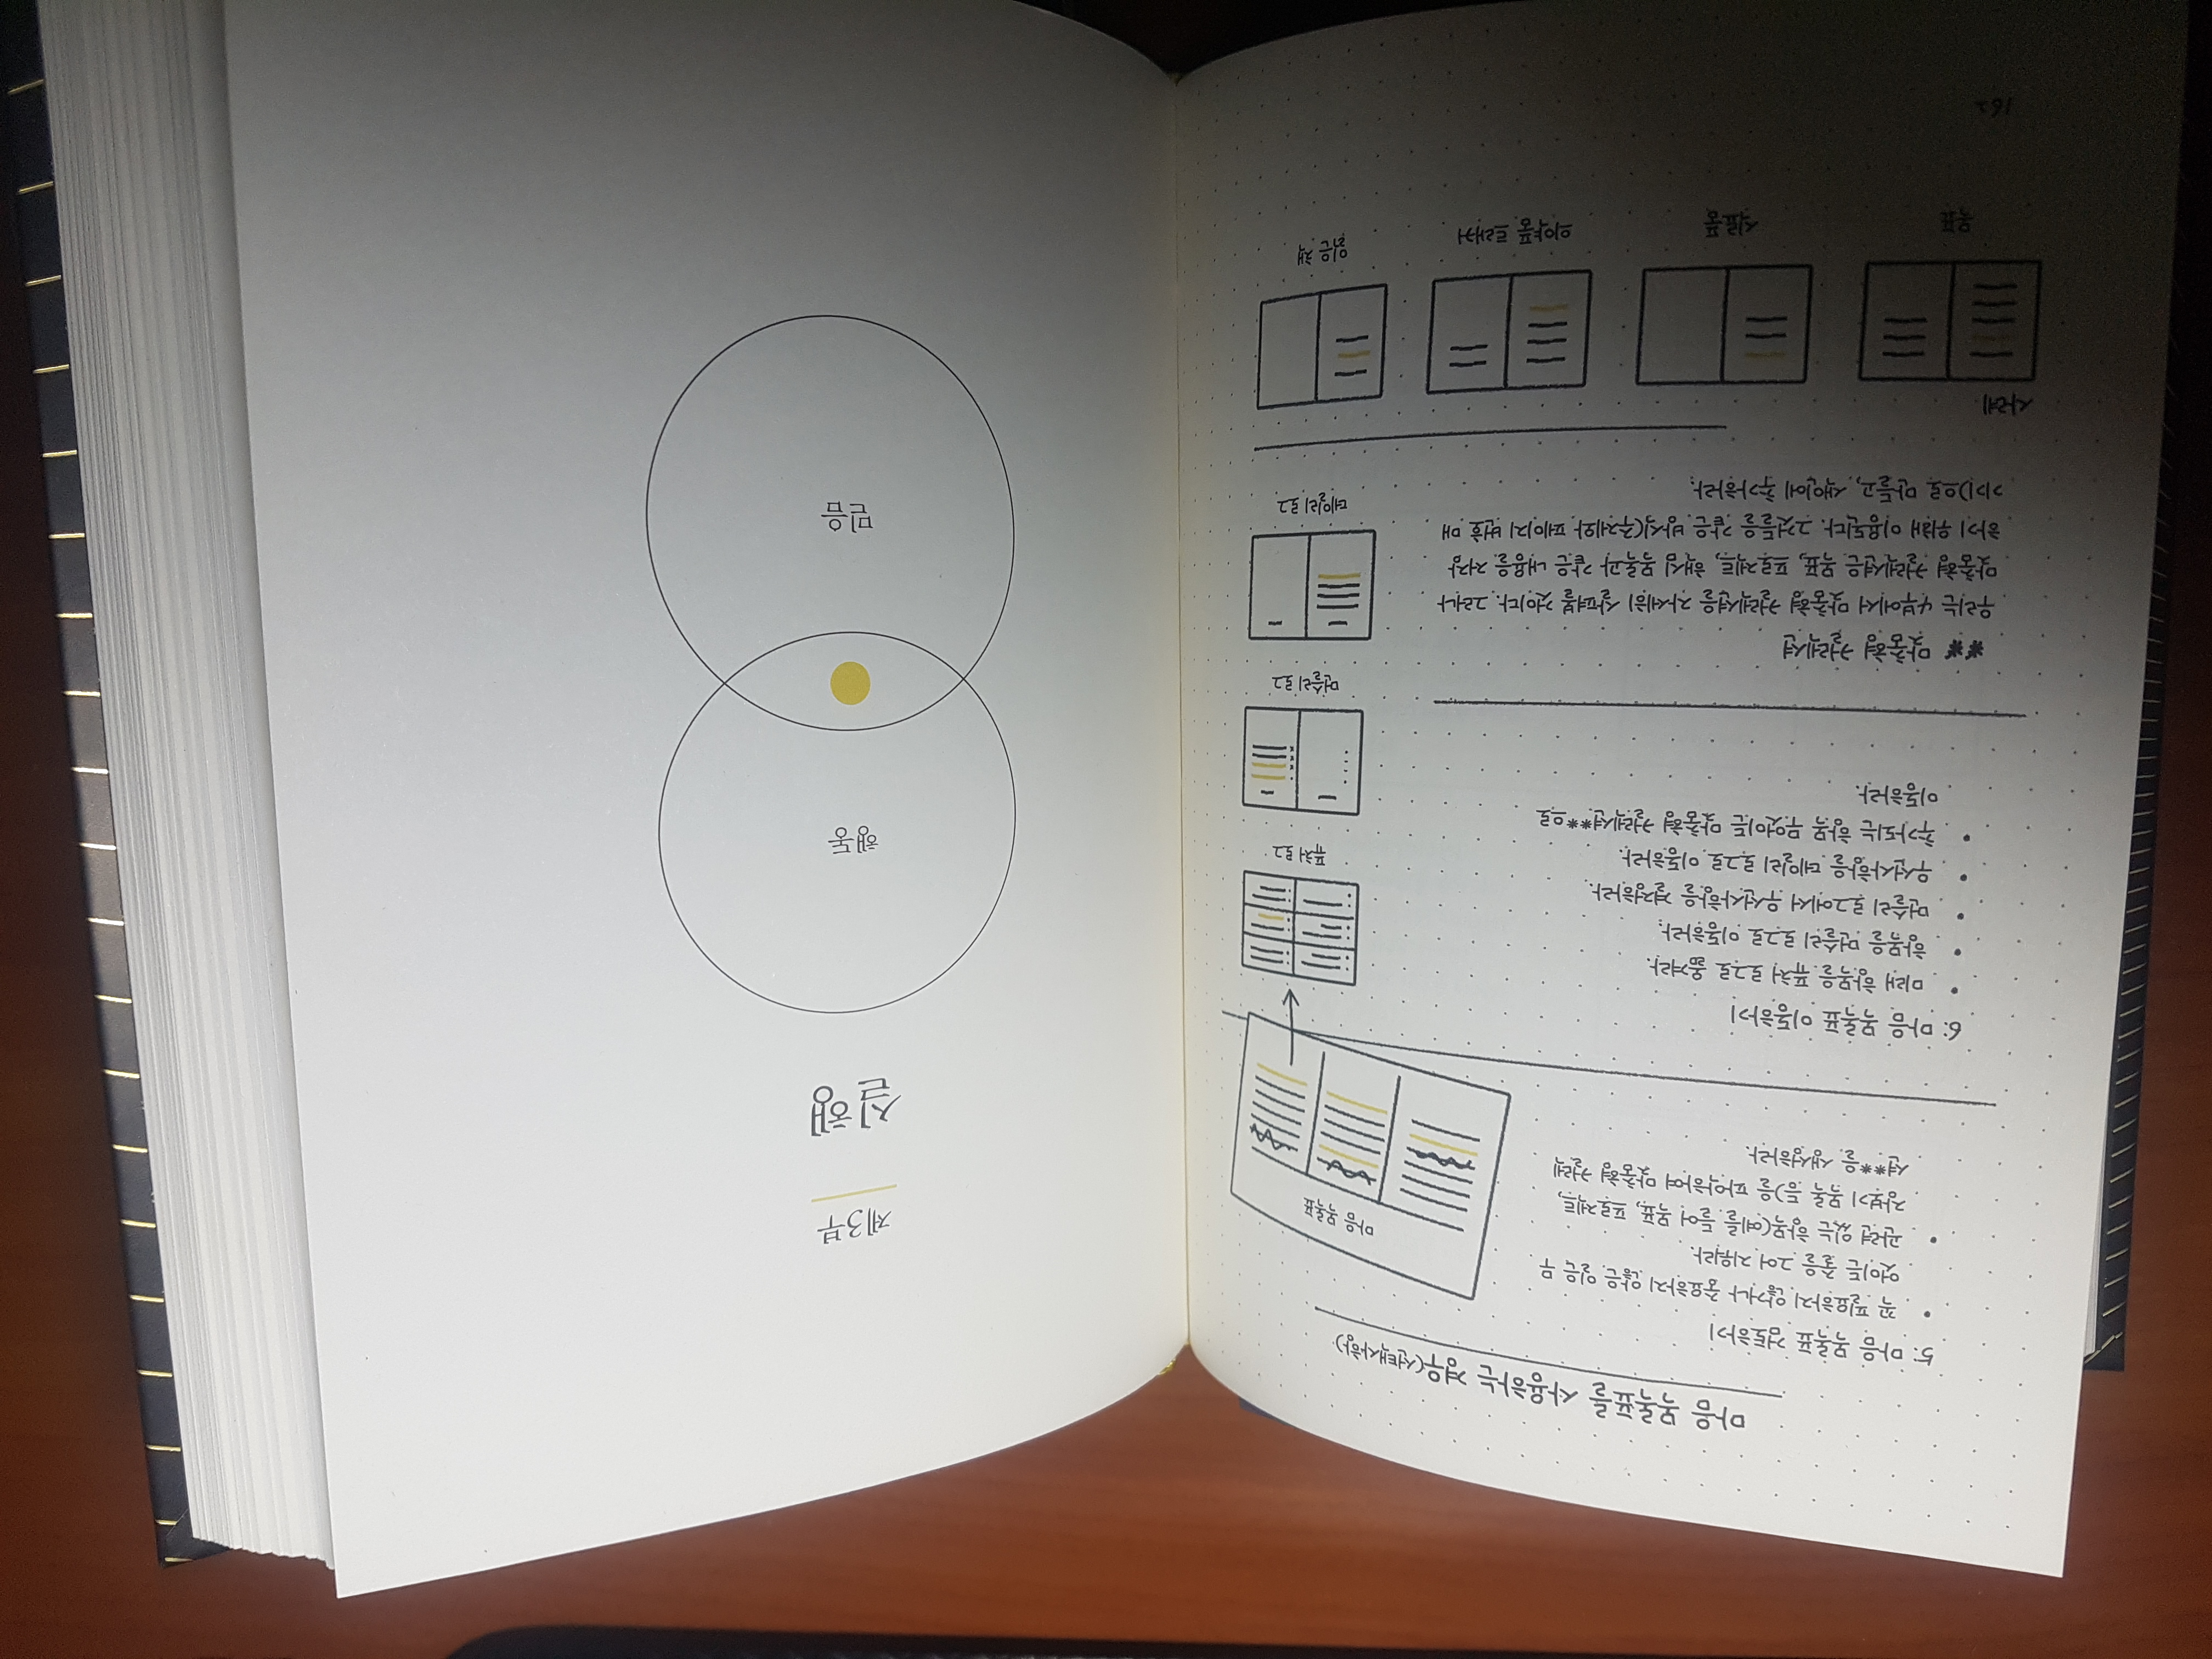 마음 목록표를 사용하는 경우(선택사항)
5. 마음 목록표 검토하기
• 꼭 필요하지 않거나 중요하지 않은 일은 무
엇이든 줄을 그어 지워라.
• 관련 있는 항목(예를 들어 목표, 프로젝트,
장보기 목록 등)을 파악하여 맞춤형 컬렉
션**을 생성하라.
마음 목록표
6. 마음 목록표 이동하기
• 미래 항목을 퓨처 로그로 옮겨라.
• 항목을 먼슬리 로그로 이동하라.
• 먼슬리 로그에서 우선사항을 결정하라.
• 우선사항을 데일리 로그로 이동하라.
• 추가되는 항목 무엇이든 맞춤형 컬렉션**으로
이동하라.
퓨처 로그
먼슬리 로그
데일리 로그
** 맞춤형 컬렉션
우리는 4부에서 맞춤형 컬렉션을 자세히 살펴볼 것이다. 그러나
맞춤형 컬렉션은 목표, 프로젝트, 핵심 목록과 같은 내용을 저장
하기 위해 이용된다. 그것들을 같은 방식(주제와 페이지 번호 매
기기)으로 만들고, 색인에 추가하라.
사례
목표
식료품
의약품 트래커
읽은 책
162
제3부
실행
행동
믿음